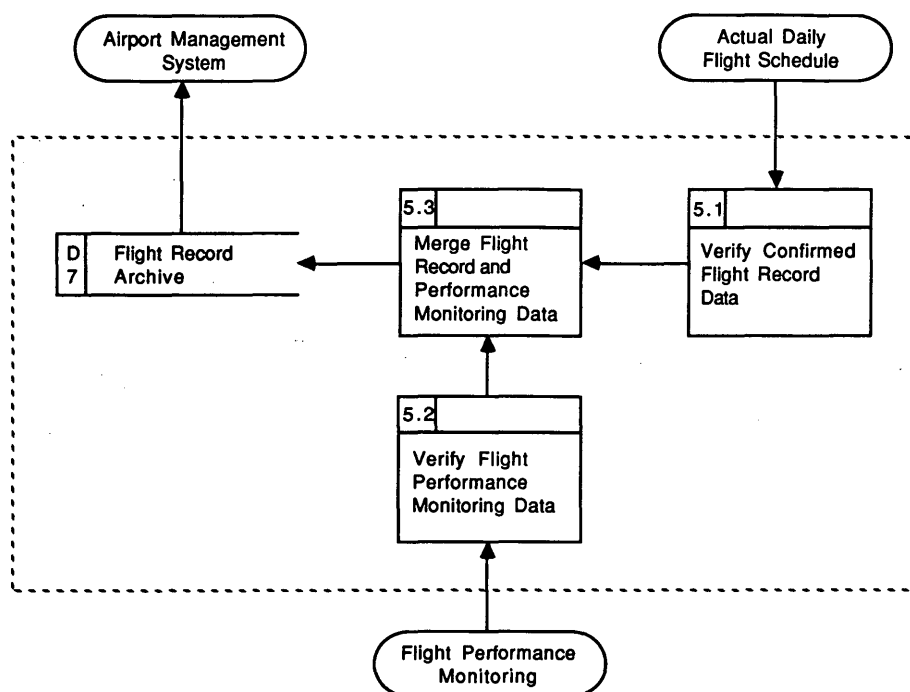 Airport Management
System
Actual Daily
Flight Schedule
5.3
Merge Flight
Record and
Performance
Monitoring Data
5.1
Verify Confirmed
Flight Record
Data
D
7
Flight Record
Archive
5.2
Verify Flight
Performance
Monitoring Data
Flight Performance
Monitoring